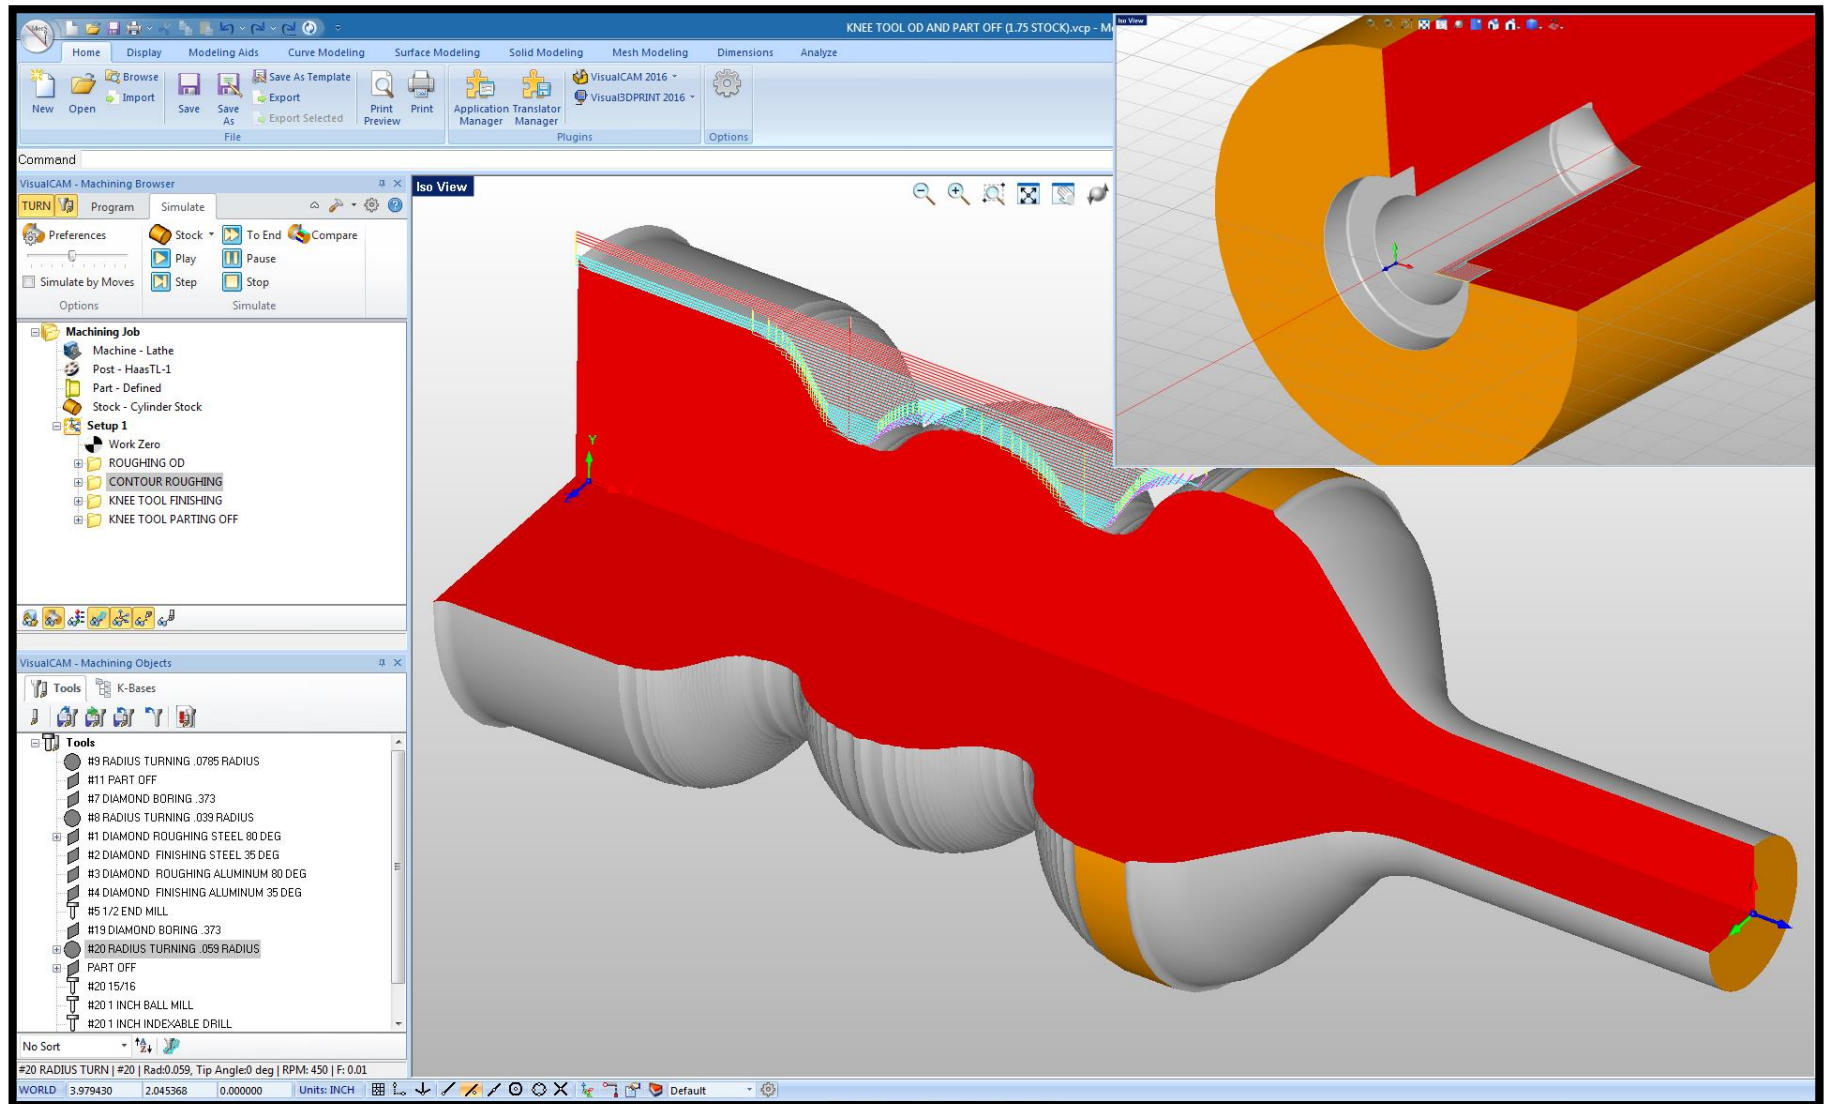 KNEE TOOL OD AND PART OFF (1.75 STOCK).vcp - M
Home Display Modeling Aids Curve Modeling Surface Modeling Solid Modeling Mesh Modeling Dimensions Analyze
New Open Browse Import Save Save As Save As Template Export Export Selected Print Preview Print Application Manager Translator Manager VisualCAM 2016 Visual3DPRINT 2016
File Plugins Options
Command
VisualCAM - Machining Browser
TURN Program Simulate
Preferences Stock To End Compare
Play Pause
Simulate by Moves Step Stop
Options Simulate
Machining Job
Machine - Lathe
Post - HaasTL-1
Part - Defined
Stock - Cylinder Stock
Setup 1
Work Zero
ROUGHING OD
CONTOUR ROUGHING
KNEE TOOL FINISHING
KNEE TOOL PARTING OFF
VisualCAM - Machining Objects
Tools K-Bases
Tools
#9 RADIUS TURNING .0785 RADIUS
#11 PART OFF
#7 DIAMOND BORING .373
#8 RADIUS TURNING .039 RADIUS
#1 DIAMOND ROUGHING STEEL 80 DEG
#2 DIAMOND FINISHING STEEL 35 DEG
#3 DIAMOND ROUGHING ALUMINUM 80 DEG
#4 DIAMOND FINISHING ALUMINUM 35 DEG
#5 1/2 END MILL
#19 DIAMOND BORING .373
#20 RADIUS TURNING .059 RADIUS
PART OFF
#20 15/16
#20 1 INCH BALL MILL
#20 1 INCH INDEXABLE DRILL
No Sort
#20 RADIUS TURN | #20 | Rad:0.059, Tip Angle:0 deg | RPM: 450 | F: 0.01
WORLD 3.979430 2.045368 0.000000 Units: INCH Default
Iso View
Y
Iso View